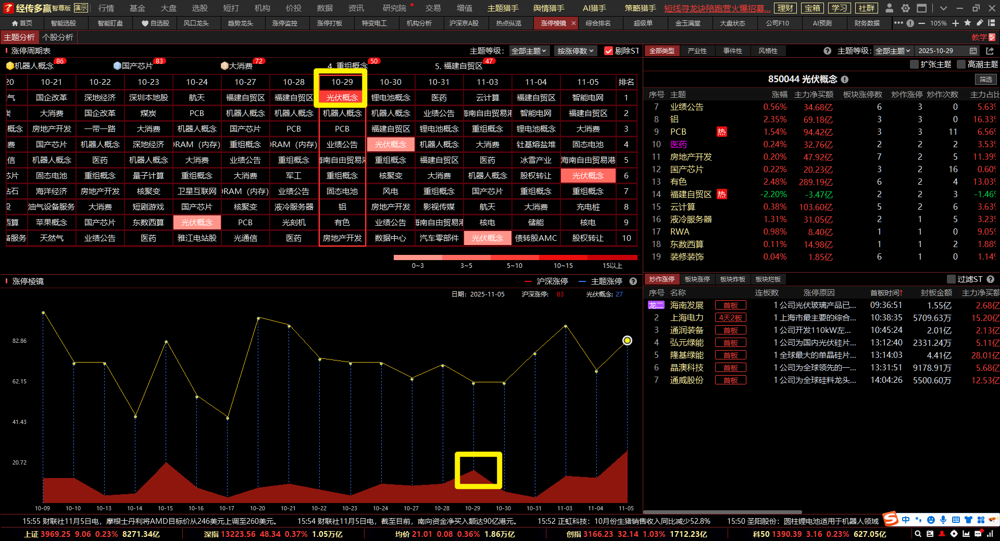 经传多赢 智尊版 演示 行情 基金 大盘 选股 短打 机构 价投 数据 资讯 研究院 交易 增值 主题猎手 舆情猎手 AI猎手 策略猎手 短线寻龙诀陪跑营火爆招募... 理财 宝箱 学习 社群
首页 智能选股 智能盯盘 自选股 风口龙头 趋势龙头 涨停监控 涨停打板 特变电工 机构分析 沪深京A股 热点纵览 涨停棱镜 × 综合排名 超级单 金玉满堂 大盘状态 公司F10 AI预测 财务数据 105%
主题分析 个股分析 教学
涨停周期表 主题等级: 全部主题 按涨停数 剔除ST
1 机器人概念 86 2 国产芯片 83 3 大消费 72 4. 重组概念 50 5. 福建自贸区 47
20 10-21 10-22 10-23 10-24 10-27 10-28 10-29 10-30 10-31 11-03 11-04 11-05 排名
气 国企改革 深地经济 深圳本地股 航天 福建自贸区 福建自贸区 光伏概念 锂电池概念 医药 云计算 福建自贸区 智能电网 1
炭 大消费 国企改革 煤炭 PCB 机器人概念 机器人概念 机器人概念 机器人概念 业绩公告 海南自由贸易港 智能电网 福建自贸区 2
概念 房地产开发 一带一路 大消费 机器人概念 国产芯片 PCB PCB 福建自贸区 锂电池概念 锂电池概念 锂电池概念 大消费 3
费 国产芯片 机器人概念 深地经济 DRAM（内存） 重组概念 DRAM（内存） 业绩公告 光伏概念 机器人概念 大消费 钍基熔盐堆 固态电池 4
信 机器人概念 医药 机器人概念 大消费 业绩公告 重组概念 海南自由贸易港 重组概念 福建自贸区 医药 冰雪产业 海南自由贸易港 5
芯片 固态电池 重组概念 量子计算 重组概念 大消费 军工 重组概念 核聚变 大消费 机器人概念 股权转让 光伏概念 6
钻石 海洋经济 房地产开发 核聚变 卫星互联网 DRAM（内存） 业绩公告 固态电池 风电 重组概念 国产芯片 重组概念 重组概念 7
油气设备服务 大消费 短剧游戏 国产芯片 核聚变 液冷服务器 铝 房地产开发 影视传媒 航天 大消费 充电桩 8
西算 苹果概念 国产芯片 东数西算 光伏概念 PCB 光刻机 有色 业绩公告 海南自由贸易港 核电 储能 核电 9
备服务 天然气 业绩公告 医药 雅江电站股 光通信 医药 房地产开发 数据中心 汽车零部件 光伏概念 债转股AMC 股权转让 10
0~3 3~5 5~10 10~15 15以上
涨停棱镜 沪深涨停 主题涨停
日期: 2025-11-05 沪深涨停: 83 光伏概念: 27
82.86
62.15
41.43
20.72
10-09 10-10 10-13 10-14 10-15 10-16 10-17 10-20 10-21 10-22 10-23 10-24 10-27 10-28 10-29 10-30 10-31 11-03 11-04 11-05
全部类型 产业性 事件性 风格性 主题等级: 全部主题 2025-10-29
扩张主题 高潮主题
850044 光伏概念 筛选
序号 主题 涨幅 主力净买额 板块涨停数 炒作涨停 炒作次数 主力占比
7 业绩公告 0.56% 34.68亿 6 3 0 5.63%
8 铝 2.35% 69.18亿 3 3 0 16.33%
9 PCB 热 1.54% 94.42亿 3 3 11 6.56%
10 医药 0.24% 32.76亿 2 2 2 3.53%
11 房地产开发 0.20% 47.92亿 7 2 5 11.39%
12 国产芯片 0.22% 20.23亿 3 2 16 0.60%
13 有色 2.48% 289.19亿 6 2 4 13.03%
14 福建自贸区 热 -2.20% -3.47亿 2 2 3 -1.46%
15 云计算 0.38% 103.60亿 5 2 6 3.63%
16 液冷服务器 1.31% 31.05亿 2 1 5 3.23%
17 RWA 0.98% 8.40亿 1 1 0 9.05%
18 东数西算 0.11% 14.98亿 1 1 2 1.88%
19 装修装饰 0.04% 1.85亿 6 1 0 1.14%
炒作涨停 板块涨停 板块炸板 板块烂板 过滤ST
序号 名称 连板数 涨停原因 首板时间↑ 封板金额 主力净买额
龙二 海南发展 首板 1 公司光伏玻璃产品已... 09:36:51 1.55亿 2.68亿
2 上海电力 4天2板 1 上海市最主要的综合... 10:38:35 5709.63万 15.20亿
3 通润装备 首板 1 公司开发110kW左... 10:45:24 2.01亿 2.13亿
4 弘元绿能 首板 1 公司为国内光伏硅片... 13:12:40 2331.24万 5.11亿
5 隆基绿能 首板 1 全球最大的单晶硅片... 13:14:03 4.41亿 28.01亿
6 晶澳科技 首板 1 公司为全球领先的一... 13:31:51 9178.91万 5.68亿
7 通威股份 首板 1 公司为全球硅料龙头... 14:04:26 5500.60万 12.53亿
15:55 财联社11月5日电，摩根士丹利将AMD目标价从246美元上调至260美元。 15:54 财联社11月5日电，截至目前，南向资金净买入额达90亿港元。 15:52 正虹科技：10月份生猪销售收入同比减少52.8% 15:50 圣阳股份：圆柱锂电池适用于机器人领域
中
上证 3969.25 9.06 0.23% 8271.34亿 深指 13223.56 48.34 0.37% 1.05万亿 均价 21.01 0.08 0.36% 1.86万亿 创指 3166.23 32.14 1.03% 1712.23亿 科50 1390.39 3.16 0.23% 627.05亿